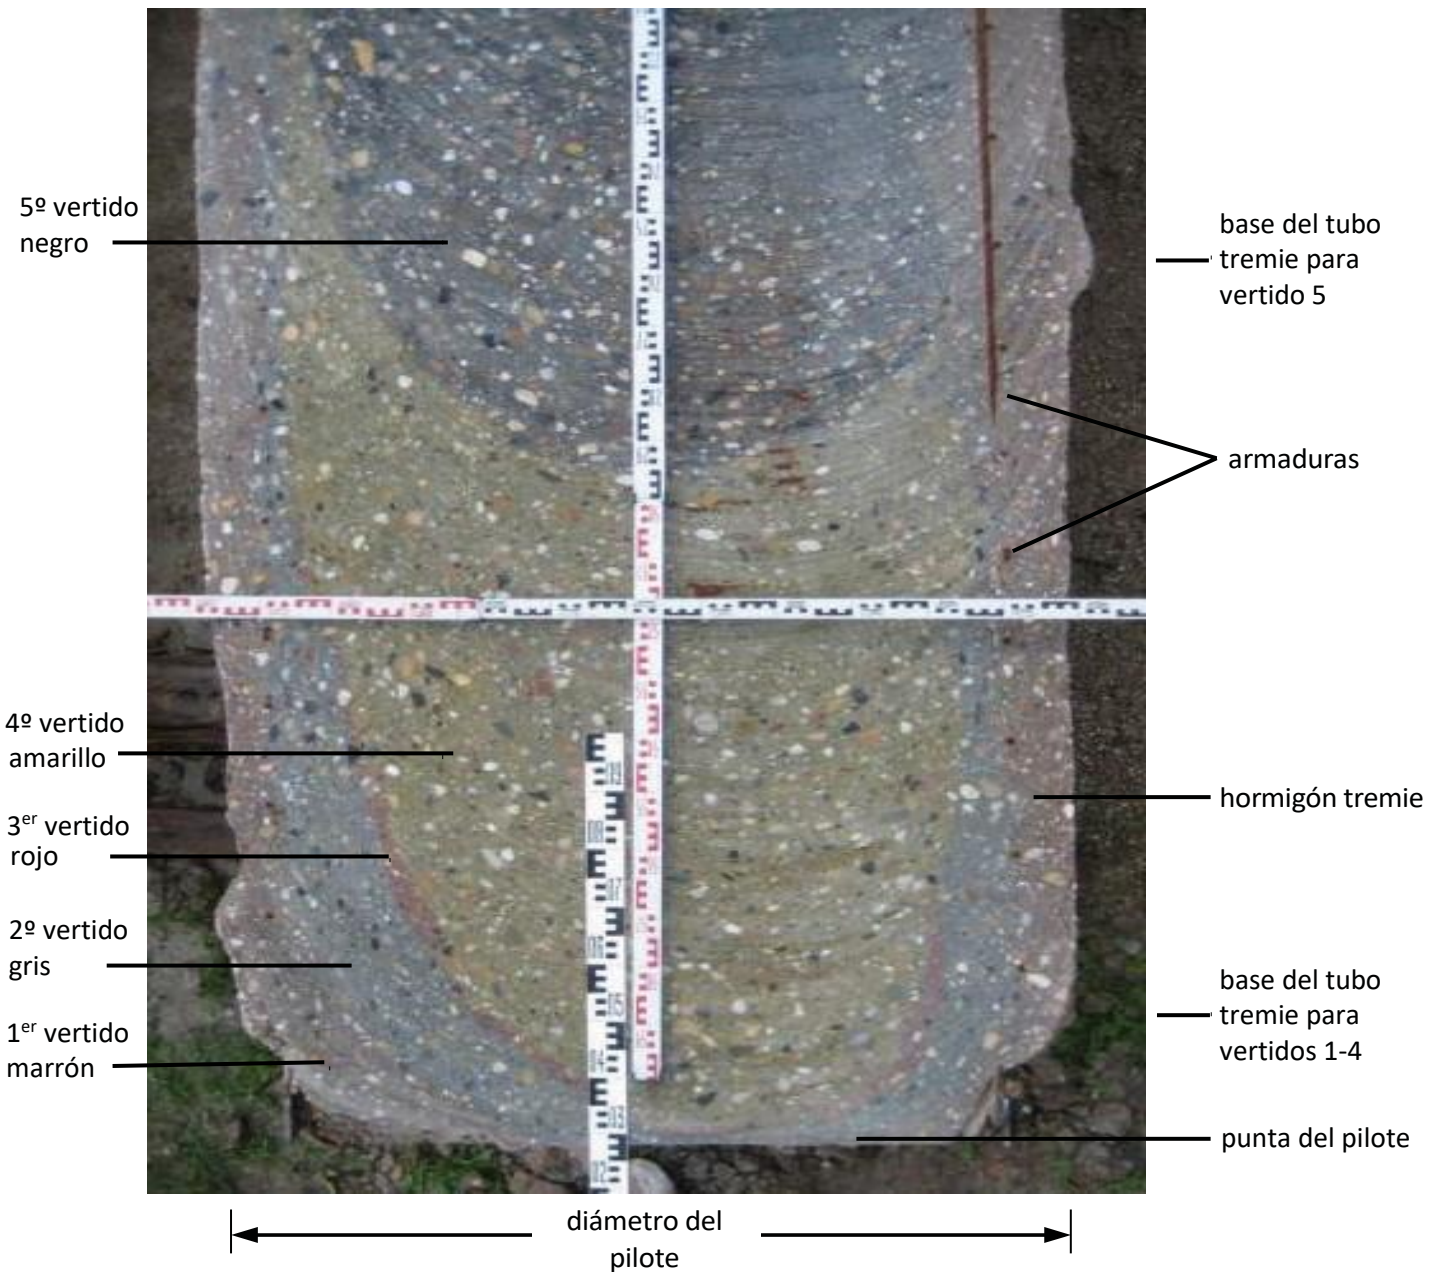 5º vertido
negro
4º vertido
amarillo
3er vertido
rojo
2º vertido
gris
1er vertido
marrón
base del tubo
tremie para
vertido 5
armaduras
hormigón tremie
base del tubo
tremie para
vertidos 1-4
punta del pilote
diámetro del
pilote